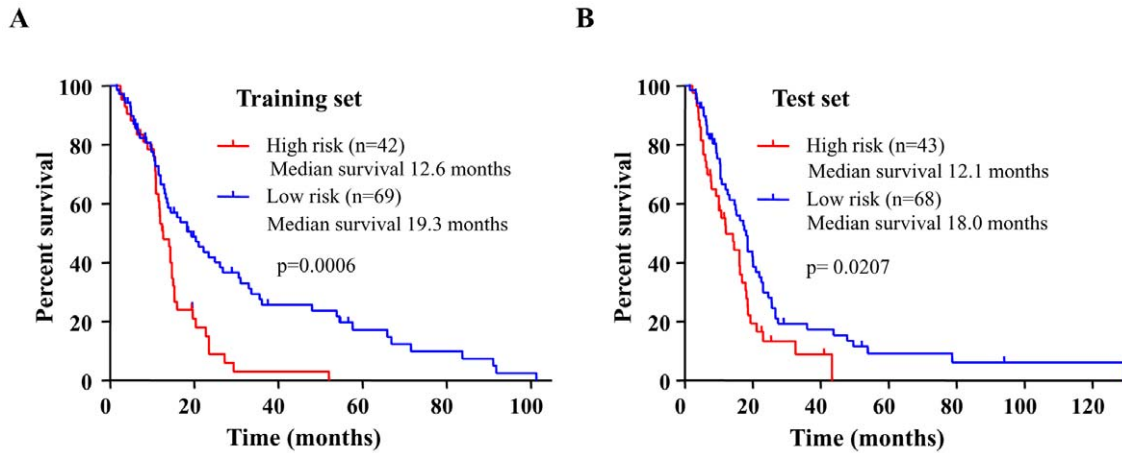 A
Percent survival
100
80
60
40
20
0
Training set
High risk (n=42)
Median survival 12.6 months
Low risk (n=69)
Median survival 19.3 months
p=0.0006
0 20 40 60 80 100
Time (months)
B
Percent survival
100
80
60
40
20
0
Test set
High risk (n=43)
Median survival 12.1 months
Low risk (n=68)
Median survival 18.0 months
p= 0.0207
0 20 40 60 80 100 120
Time (months)